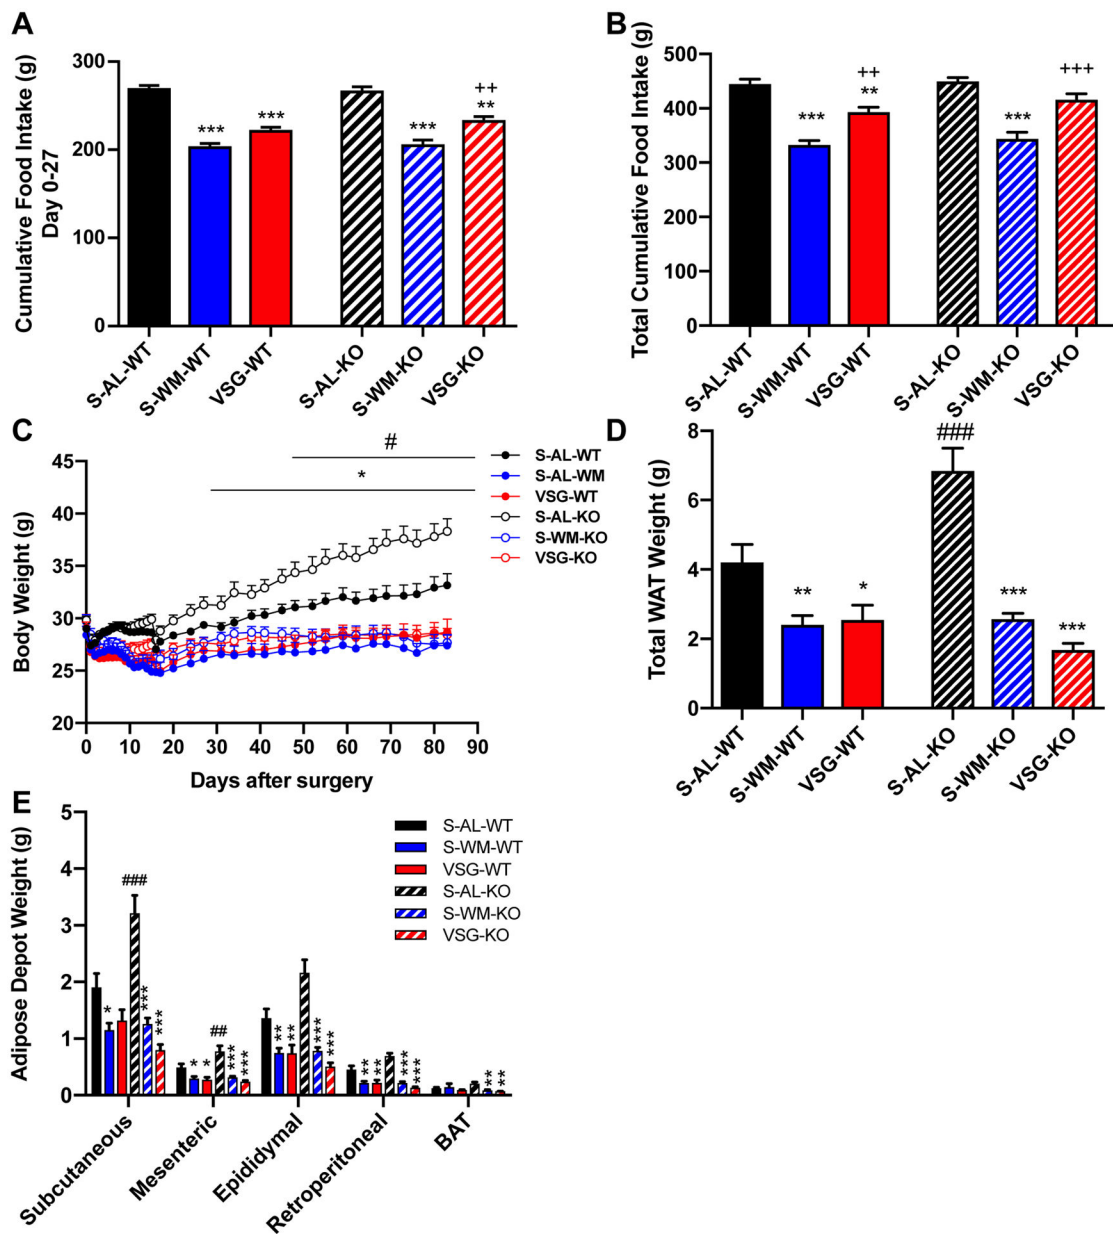 A
Cumulative Food Intake (g)
Day 0-27
300
200
100
0
***
***
***
++
**
S-AL-WT
S-WM-WT
VSG-WT
S-AL-KO
S-WM-KO
VSG-KO
B
Total Cumulative Food Intake (g)
500
400
300
200
100
0
***
++
**
***
+++
S-AL-WT
S-WM-WT
VSG-WT
S-AL-KO
S-WM-KO
VSG-KO
C
Body Weight (g)
45
40
35
30
25
20
#
*
0 10 20 30 40 50 60 70 80 90
Days after surgery
S-AL-WT
S-AL-WM
VSG-WT
S-AL-KO
S-WM-KO
VSG-KO
D
Total WAT Weight (g)
8
6
4
2
0
**
*
###
***
***
S-AL-WT
S-WM-WT
VSG-WT
S-AL-KO
S-WM-KO
VSG-KO
E
Adipose Depot Weight (g)
5
4
3
2
1
0
*
###
***
***
*
*
##
***
***
**
**
***
***
**
**
***
***
**
**
Subcutaneous
Mesenteric
Epididymal
Retroperitoneal
BAT
S-AL-WT
S-WM-WT
VSG-WT
S-AL-KO
S-WM-KO
VSG-KO